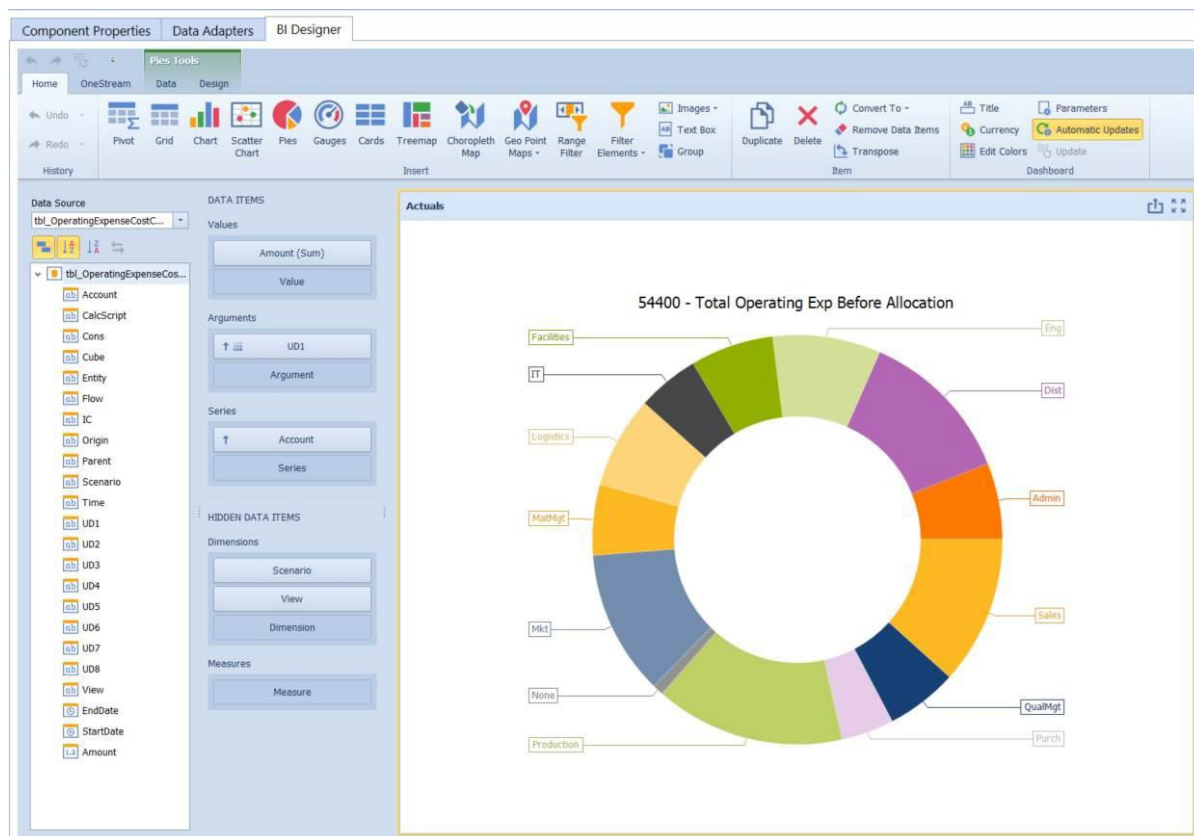 Component Properties Data Adapters BI Designer
Pies Tools
Home OneStream Data Design
Undo
Redo
History
Pivot Grid Chart Scatter Chart Pies Gauges Cards Treemap Choropleth Map Geo Point Maps Range Filter Filter Elements
Images
Text Box
Group
Insert
Duplicate Delete
Convert To
Remove Data Items
Transpose
Item
Title
Currency
Edit Colors
Parameters
Automatic Updates
Update
Dashboard
Data Source
tbl_OperatingExpenseCostC...
tbl_OperatingExpenseCos...
Account
CalcScript
Cons
Cube
Entity
Flow
IC
Origin
Parent
Scenario
Time
UD1
UD2
UD3
UD4
UD5
UD6
UD7
UD8
View
EndDate
StartDate
Amount
DATA ITEMS
Values
Amount (Sum)
Value
Arguments
UD1
Argument
Series
Account
Series
HIDDEN DATA ITEMS
Dimensions
Scenario
View
Dimension
Measures
Measure
Actuals
54400 - Total Operating Exp Before Allocation
Facilities
Eng
IT
Dist
Logistics
Admin
MatMgt
Sales
Mkt
None
QualMgt
Production
Purch